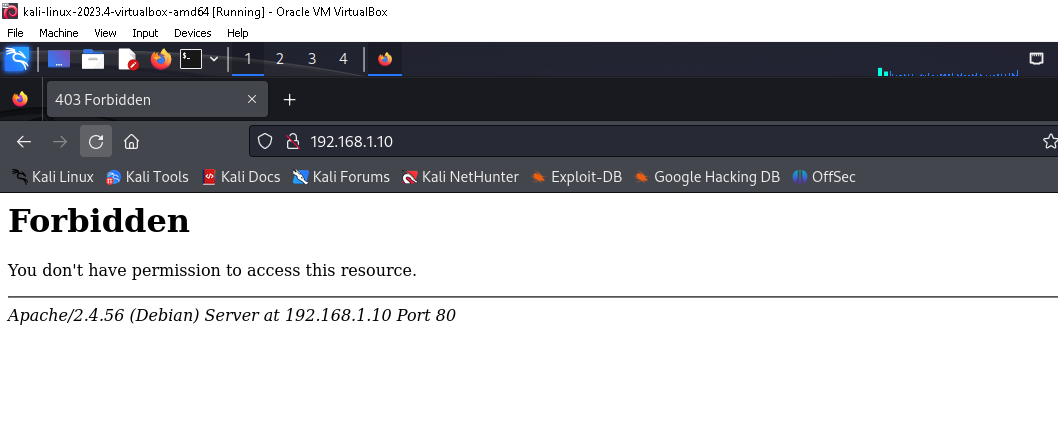 kali-linux-2023.4-virtualbox-amd64 [Running] - Oracle VM VirtualBox
File Machine View Input Devices Help
1 2 3 4
403 Forbidden
192.168.1.10
Kali Linux Kali Tools Kali Docs Kali Forums Kali NetHunter Exploit-DB Google Hacking DB OffSec
Forbidden
You don't have permission to access this resource.
Apache/2.4.56 (Debian) Server at 192.168.1.10 Port 80